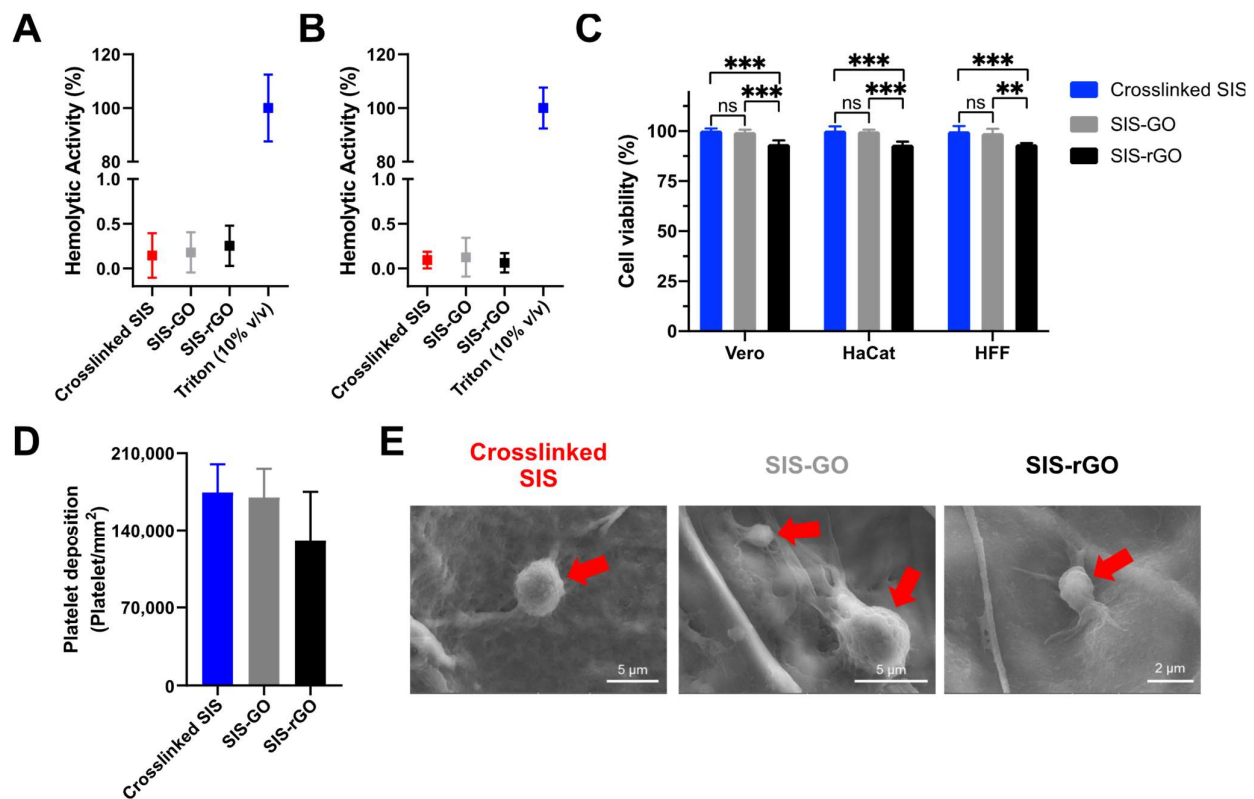 A
Hemolytic Activity (%)
120
100
80
1.0
0.5
0.0
Crosslinked SIS
SIS-GO
SIS-rGO
Triton (10% v/v)
B
Hemolytic Activity (%)
120
100
80
1.0
0.5
0.0
Crosslinked SIS
SIS-GO
SIS-rGO
Triton (10% v/v)
C
Cell viability (%)
100
75
50
25
0
***
ns
***
***
ns
***
***
ns
**
Vero
HaCat
HFF
Crosslinked SIS
SIS-GO
SIS-rGO
D
Platelet deposition
(Platelet/mm²)
210,000
140,000
70,000
0
Crosslinked SIS
SIS-GO
SIS-rGO
E
Crosslinked
SIS
SIS-GO
SIS-rGO
5 µm
5 µm
2 µm